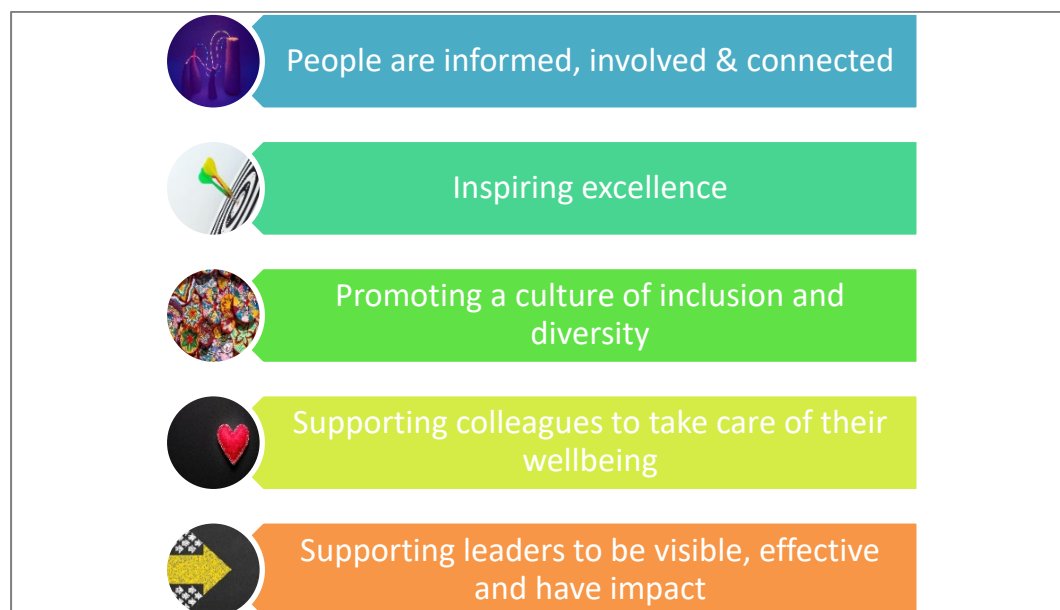 People are informed, involved & connected
Inspiring excellence
Promoting a culture of inclusion and
diversity
Supporting colleagues to take care of their
wellbeing
Supporting leaders to be visible, effective
and have impact